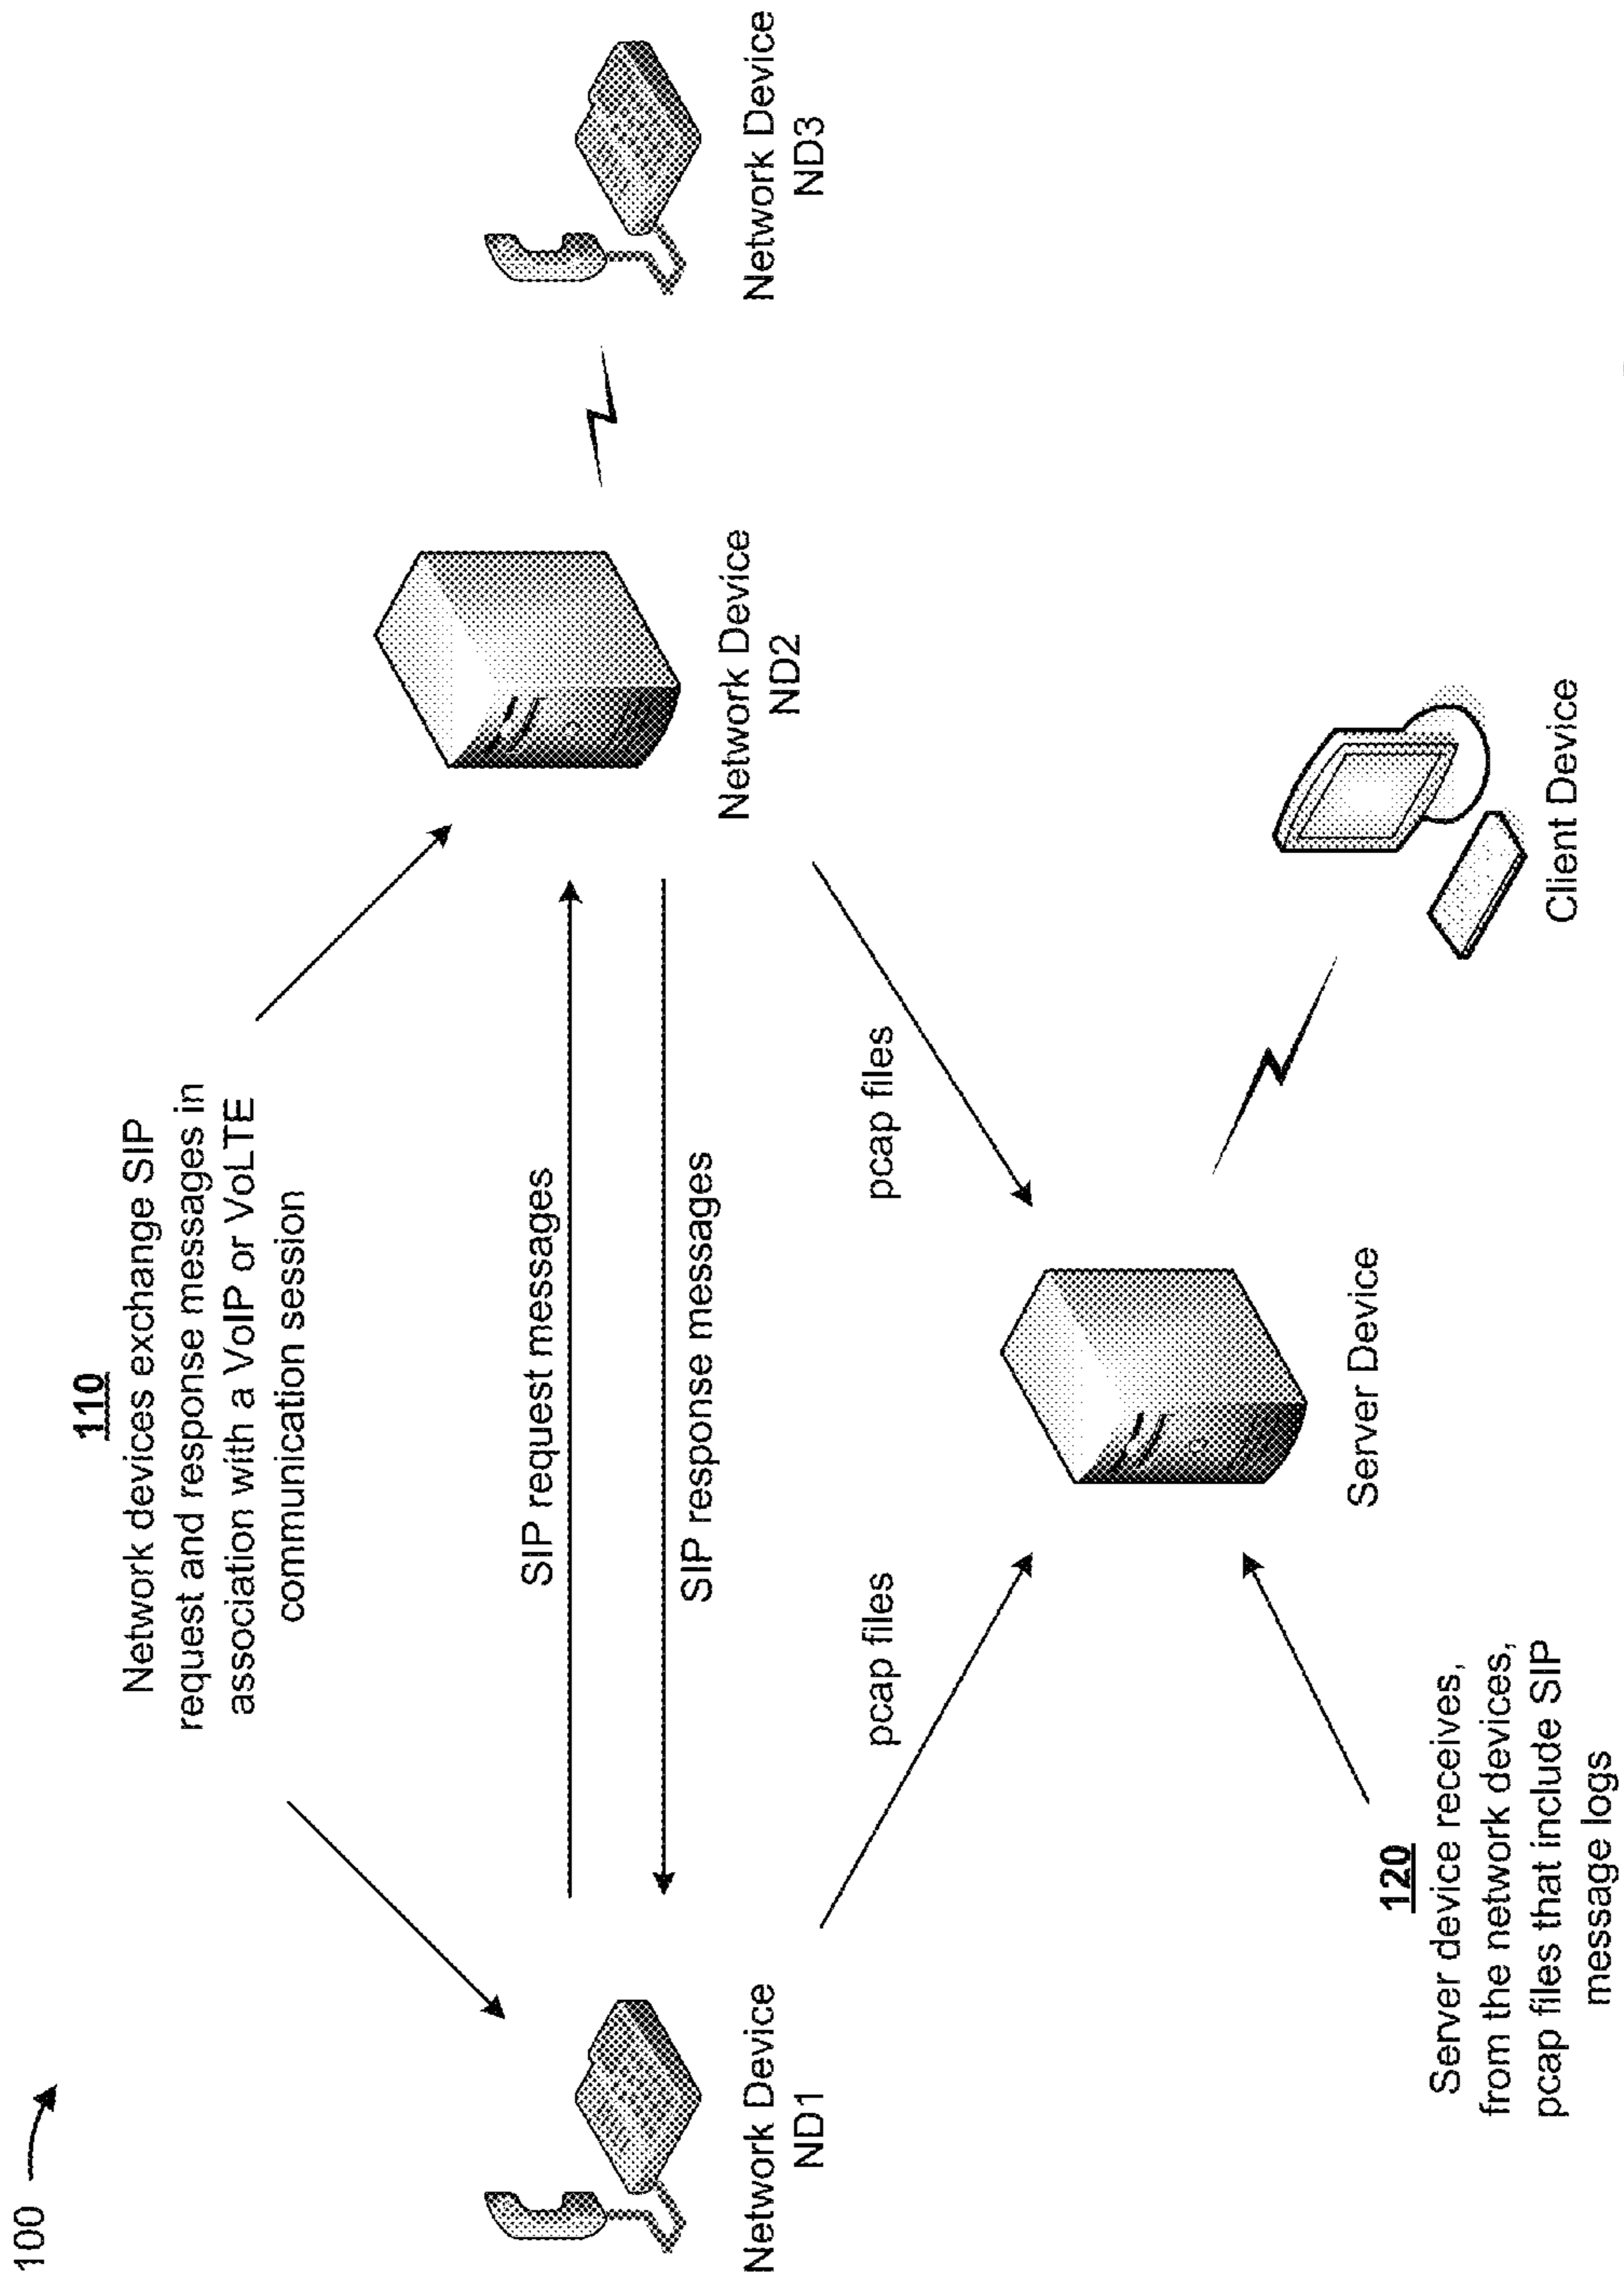 100
110
Network devices exchange SIP
request and response messages in
association with a VoIP or VoLTE
communication session
SIP request messages
SIP response messages
Network Device
ND1
Network Device
ND2
Network Device
ND3
pcap files
pcap files
Server Device
Client Device
120
Server device receives,
from the network devices,
pcap files that include SIP
message logs